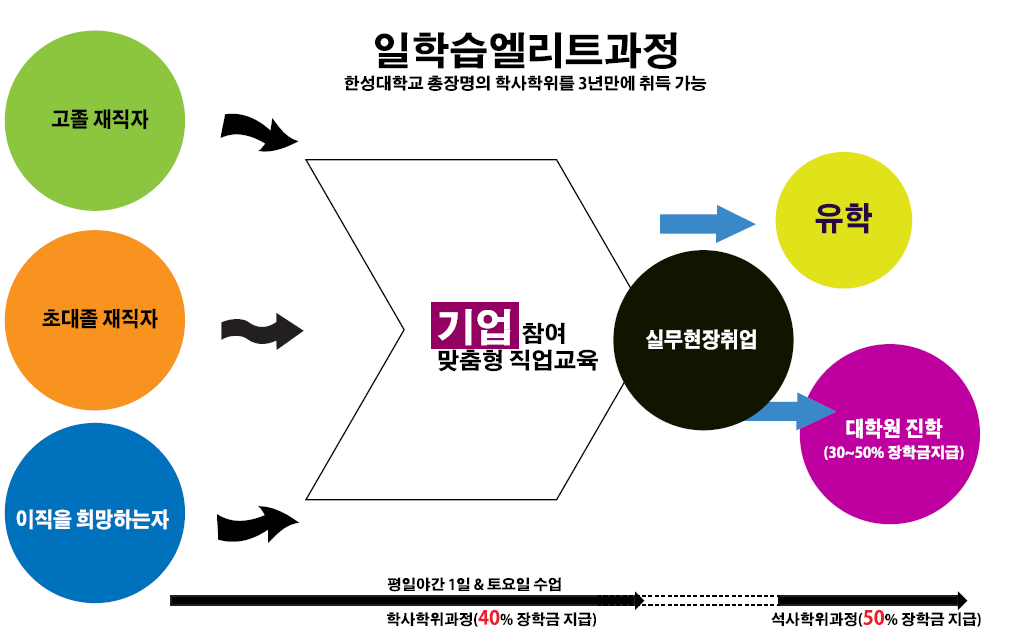 일학습엘리트과정
한성대학교 총장명의 학사학위를 3년만에 취득 가능
고졸 재직자
초대졸 재직자
이직을 희망하는자
기업 참여
맞춤형 직업교육
실무현장취업
유학
대학원 진학
(30~50% 장학금지급)
평일야간 1일 & 토요일 수업
학사학위과정(40% 장학금 지급)
석사학위과정(50% 장학금 지급)